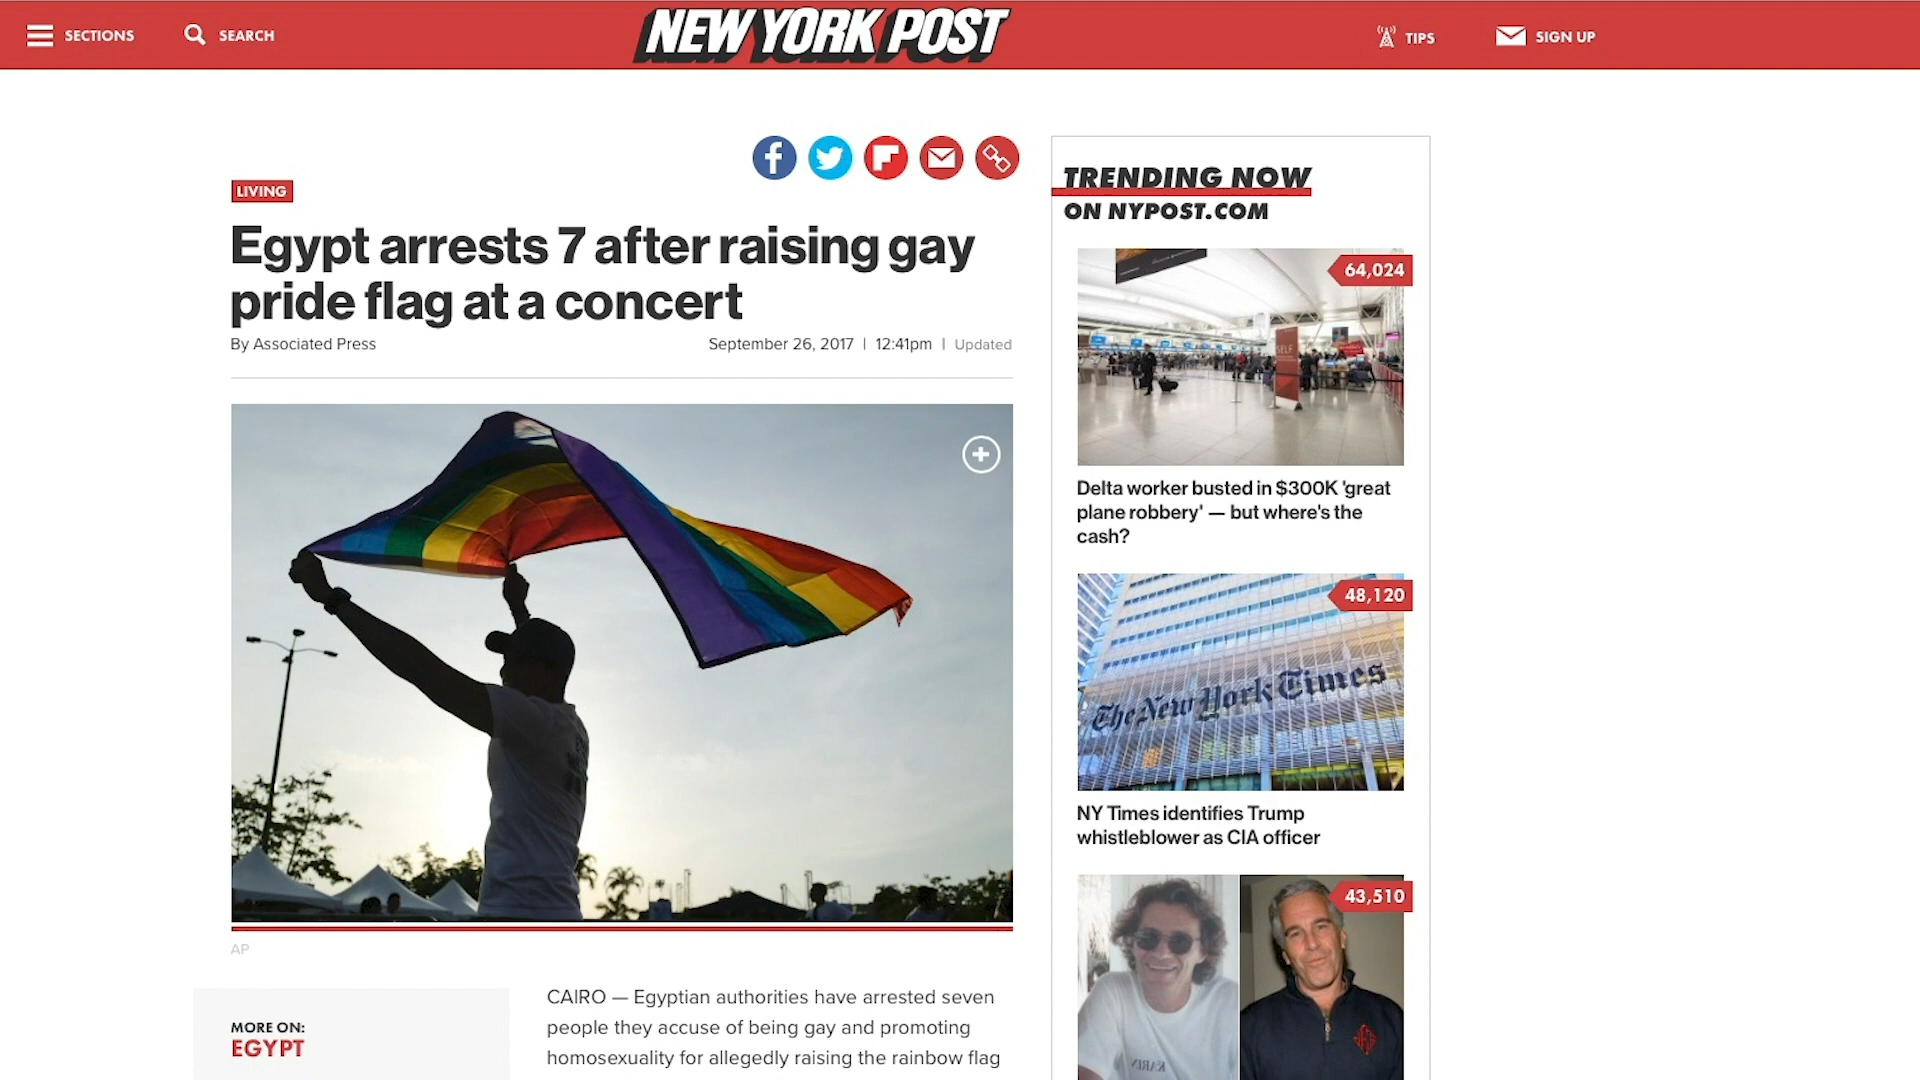 SECTIONS
SEARCH
NEW YORK POST
TIPS
SIGN UP
LIVING
Egypt arrests 7 after raising gay
pride flag at a concert
By Associated Press
September 26, 2017 | 12:41pm | Updated
AP
MORE ON:
EGYPT
CAIRO — Egyptian authorities have arrested seven
people they accuse of being gay and promoting
homosexuality for allegedly raising the rainbow flag
TRENDING NOW
ON NYPOST.COM
64,024
SELF
Delta worker busted in $300K 'great
plane robbery' — but where's the
cash?
48,120
The New York Times
NY Times identifies Trump
whistleblower as CIA officer
43,510